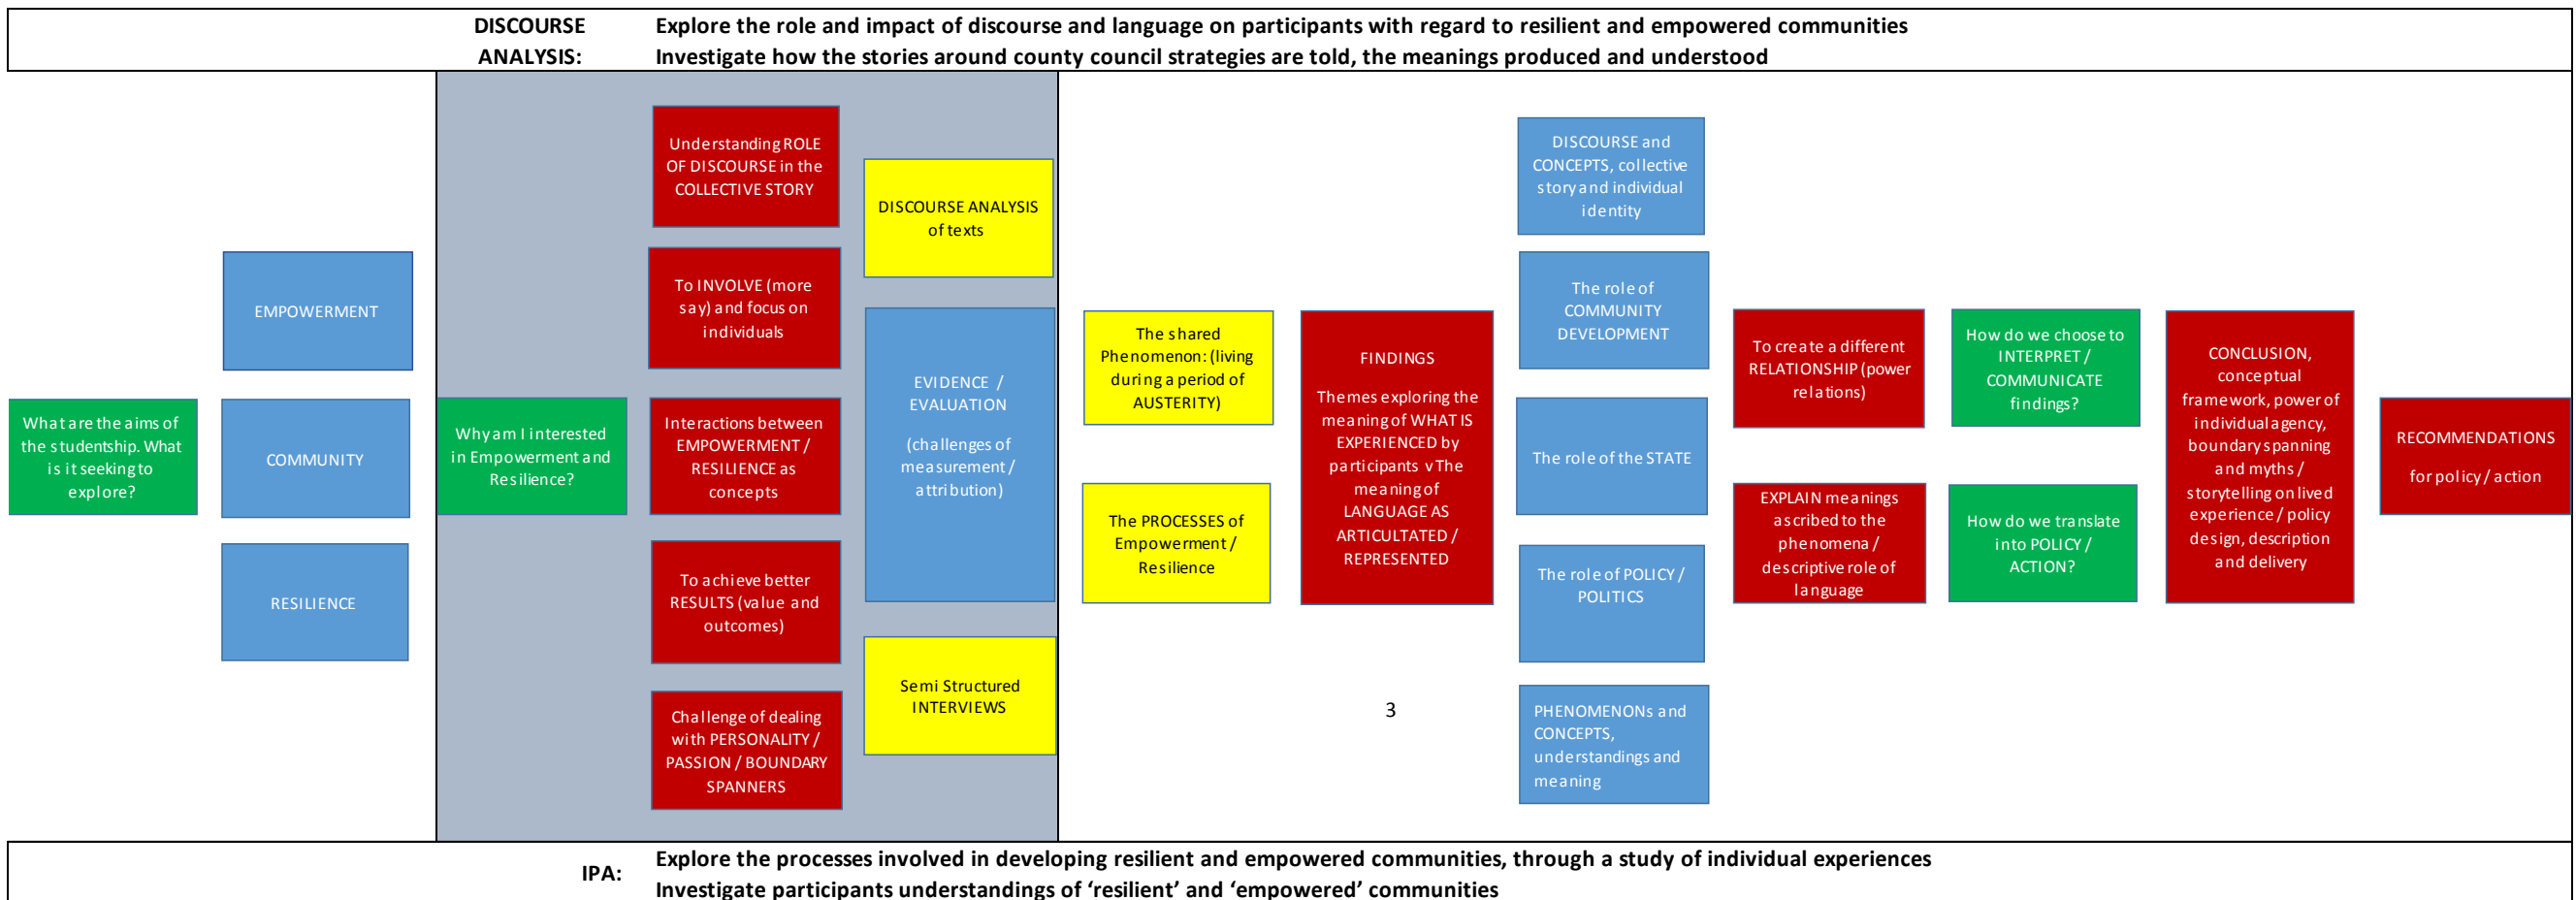 DISCOURSE
ANALYSIS:
Explore the role and impact of discourse and language on participants with regard to resilient and empowered communities
Investigate how the stories around county council strategies are told, the meanings produced and understood
What are the aims of
the studentship. What
is it seeking to
explore?
EMPOWERMENT
COMMUNITY
RESILIENCE
Why am I interested
in Empowerment and
Resilience?
Understanding ROLE
OF DISCOURSE in the
COLLECTIVE STORY
To INVOLVE (more
say) and focus on
individuals
Interactions between
EMPOWERMENT /
RESILIENCE as
concepts
To achieve better
RESULTS (value and
outcomes)
Challenge of dealing
with PERSONALITY /
PASSION / BOUNDARY
SPANNERS
DISCOURSE ANALYSIS
of texts
EVIDENCE /
EVALUATION
(challenges of
measurement /
attribution)
Semi Structured
INTERVIEWS
The shared
Phenomenon: (living
during a period of
AUSTERITY)
The PROCESSES of
Empowerment /
Resilience
FINDINGS
Themes exploring the
meaning of WHAT IS
EXPERIENCED by
participants v The
meaning of
LANGUAGE AS
ARTICULTATED /
REPRESENTED
3
DISCOURSE and
CONCEPTS, collective
story and individual
identity
The role of
COMMUNITY
DEVELOPMENT
The role of the STATE
The role of POLICY /
POLITICS
PHENOMENONs and
CONCEPTS,
understandings and
meaning
To create a different
RELATIONSHIP (power
relations)
EXPLAIN meanings
ascribed to the
phenomena /
descriptive role of
language
How do we choose to
INTERPRET /
COMMUNICATE
findings?
How do we translate
into POLICY /
ACTION?
CONCLUSION,
conceptual
framework, power of
individual agency,
boundary spanning
and myths /
storytelling on lived
experience / policy
design, description
and delivery
RECOMMENDATIONS
for policy / action
IPA:
Explore the processes involved in developing resilient and empowered communities, through a study of individual experiences
Investigate participants understandings of ‘resilient’ and ‘empowered’ communities